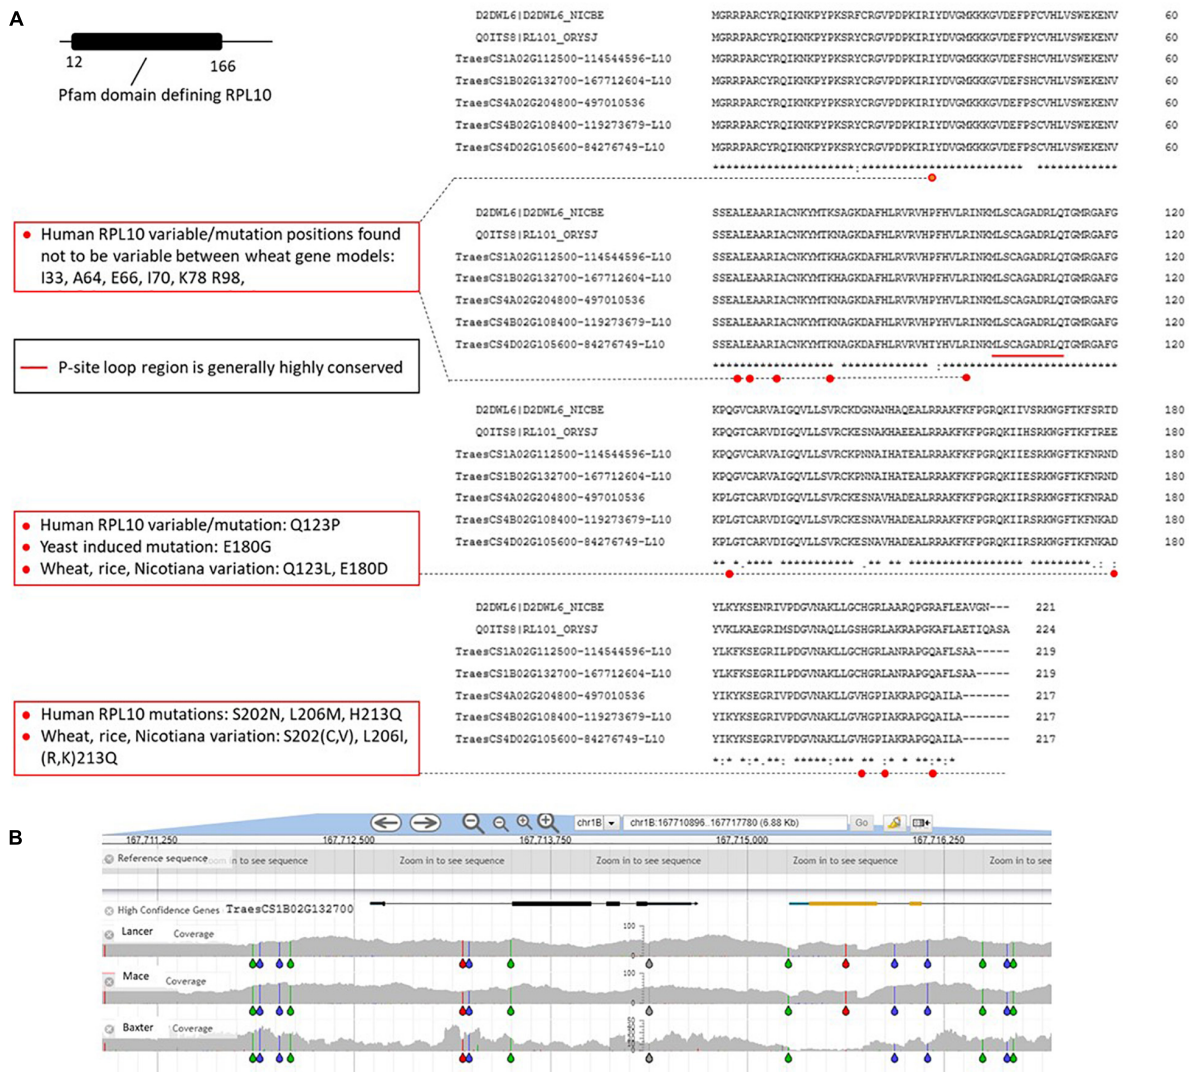 A
12 166
Pfam domain defining RPL10
D2DWL6|D2DWL6_NICBE MGRRPARCYRQIKNKPYPKSRFCRGVPDPKIRIYDVGMKKKGVDEFPFCVHLVSWEKENV 60
Q0ITS8|RL101_ORYSJ MGRRPARCYRQIKNKPYPKSRYCRGVPDPKIRIYDVGMKKKGVDEFPFCVHLVSWEKENV 60
TraesCS1A02G112500-114544596-L10 MGRRPARCYRQIKNKPYPKSRYCRGVPDPKIRIYDVGMKKKGVDEFSHCVHLVSWEKENV 60
TraesCS1B02G132700-167712604-L10 MGRRPARCYRQIKNKPYPKSRYCRGVPDPKIRIYDVGMKKKGVDEFSHCVHLVSWEKENV 60
TraesCS4A02G204800-497010536 MGRRPARCYRQIKNKPYPKSRYCRGVPDPKIRIYDVGMKKKGVDEFPYCVHLVSWEKENV 60
TraesCS4B02G108400-119273679-L10 MGRRPARCYRQIKNKPYPKSRYCRGVPDPKIRIYDVGMKKKGVDEFPSCVHLVSWEKENV 60
TraesCS4D02G105600-84276749-L10 MGRRPARCYRQIKNKPYPKSRYCRGVPDPKIRIYDVGMKKKGVDEFPSCVHLVSWEKENV 60
D2DWL6|D2DWL6_NICBE SSEALEAARIACNKYMTKSAGKDAFHLRVRVHPFHVLRINKMLSCAGADRLQTGMRGAFG 120
Q0ITS8|RL101_ORYSJ SSEALEAARIACNKYMTKSAGKDAFHLRVRVHPFHVLRINKMLSCAGADRLQTGMRGAFG 120
TraesCS1A02G112500-114544596-L10 SSEALEAARIACNKYMTKHAGKDAFHLRVRVHPFHVLRINKMLSCAGADRLQTGMRGAFG 120
TraesCS1B02G132700-167712604-L10 SSEALEAARIACNKYMTKHAGKDAFHLRVRVHPFHVLRINKMLSCAGADRLQTGMRGAFG 120
TraesCS4A02G204800-497010536 SSEALEAARIACNKYMTKNAGKDAFHLRVRVHPYHVLRINKMLSCAGADRLQTGMRGAFG 120
TraesCS4B02G108400-119273679-L10 SSEALEAARIACNKYMTKNAGKDAFHLRVRVHPYHVLRINKMLSCAGADRLQTGMRGAFG 120
TraesCS4D02G105600-84276749-L10 SSEALEAARIACNKYMTKNAGKDAFHLRVRVHTYHVLRINKMLSCAGADRLQTGMRGAFG 120
Human RPL10 variable/mutation positions found
not to be variable between wheat gene models:
I33, A64, E66, I70, K78 R98,
P-site loop region is generally highly conserved
D2DWL6|D2DWL6_NICBE KPQGVCARVAIGQVLLSVRCKDGNANHAQEALRRAKFKFPGRQKIIVSRKWGFTKFSRTD 180
Q0ITS8|RL101_ORYSJ KPQGTCARVDIGQVLLSVRCKESNAKHAEEALRRAKFKFPGRQKIIHSRKWGFTKFTREE 180
TraesCS1A02G112500-114544596-L10 KPQGVCARVAIGQVLLSVRCKPNNAIHATEALRRAKFKFPGRQKIIESRKWGFTKFNRND 180
TraesCS1B02G132700-167712604-L10 KPQGVCARVAIGQVLLSVRCKPNNAIHATEALRRAKFKFPGRQKIIESRKWGFTKFNRND 180
TraesCS4A02G204800-497010536 KPLGTCARVDIGQVLLSVRCKESNAVHADEALRRAKFKFPGRQKIIESRKWGFTKFNRAD 180
TraesCS4B02G108400-119273679-L10 KPLGTCARVDIGQVLLSVRCKESNAVHADEALRRAKFKFPGRQKIIESRKWGFTKFNKAD 180
TraesCS4D02G105600-84276749-L10 KPLGTCARVDIGQVLLSVRCKESNAVHADEALRRAKFKFPGRQKIIESRKWGFTKFNKAD 180
Human RPL10 variable/mutation: Q123P
Yeast induced mutation: E180G
Wheat, rice, Nicotiana variation: Q123L, E180D
D2DWL6|D2DWL6_NICBE YLKYKSENRIVPDGVNAKLLGCHGRLAARQPGRAFLEAVGN--- 221
Q0ITS8|RL101_ORYSJ YVKLKAEGRIMSDGVNAQLLGSHGRLAKRAPGKAFLAETIQASA 224
TraesCS1A02G112500-114544596-L10 YLKFKSEGRILPDGVNAKLLGCHGRLANRAPGQAFLSAA----- 219
TraesCS1B02G132700-167712604-L10 YLKFKSEGRILPDGVNAKLLGCHGRLANRAPGQAFLSAA----- 219
TraesCS4A02G204800-497010536 YIKYKSEGRIVPDGVNAKLLGVHGPIAKRAPGQAILA------- 217
TraesCS4B02G108400-119273679-L10 YIKYKSEGRIVPDGVNAKLLGVHGPIAKRAPGQAILA------- 217
TraesCS4D02G105600-84276749-L10 YIKYKSEGRIVPDGVNAKLLGVHGPIAKRAPGQAILA------- 217
Human RPL10 mutations: S202N, L206M, H213Q
Wheat, rice, Nicotiana variation: S202(C,V), L206I,
(R,K)213Q
B
chr1B chr1B:167710896..167717780 (6.88 Kb) Go
167,711,250 167,712,500 167,713,750 167,715,000 167,716,250
Reference sequence om in to see sequence Zoom in to see sequence Zoom in to see sequence Zoom in to see sequence Zoom in to see
High Confidence Genes TraesCS1B02G132700
Lancer Coverage 100
0
Mace Coverage 100
0
Baxter Coverage